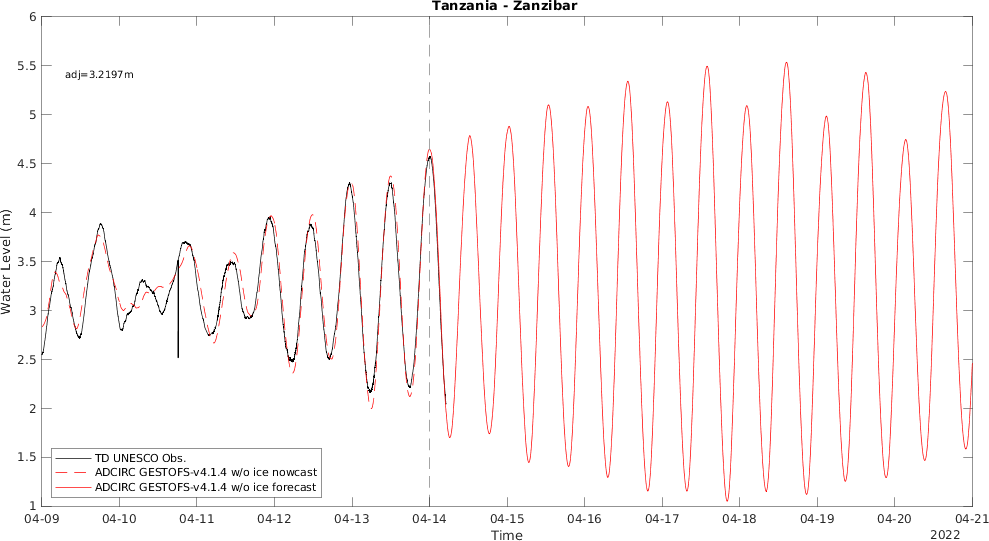 Tanzania - Zanzibar
6
5.5
5
4.5
4
3.5
3
2.5
2
1.5
1
Water Level (m)
adj=3.2197m
TD UNESCO Obs.
ADCIRC GESTOFS-v4.1.4 w/o ice nowcast
ADCIRC GESTOFS-v4.1.4 w/o ice forecast
04-09 04-10 04-11 04-12 04-13 04-14 04-15 04-16 04-17 04-18 04-19 04-20 04-21
Time
2022